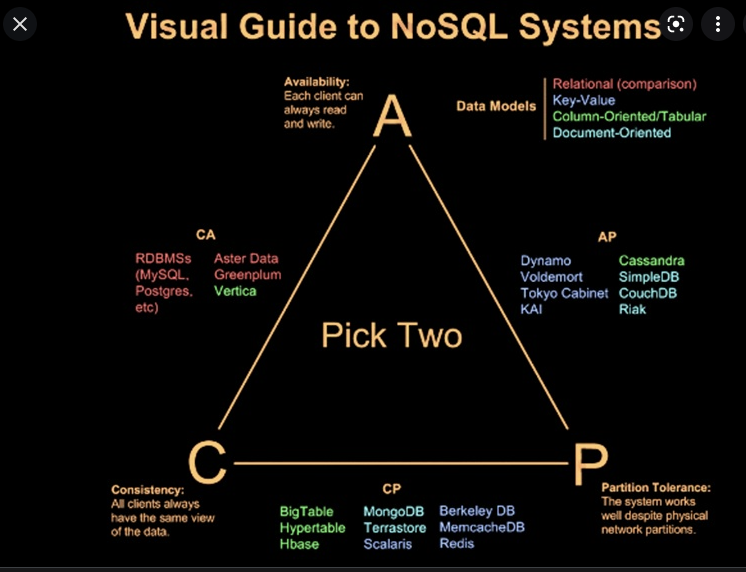 Visual Guide to NoSQL Systems
Availability:
Each client can
always read
and write.
A
Data Models
Relational (comparison)
Key-Value
Column-Oriented/Tabular
Document-Oriented
CA
RDBMSs
(MySQL,
Postgres,
etc)
Aster Data
Greenplum
Vertica
AP
Dynamo
Voldemort
Tokyo Cabinet
KAI
Cassandra
SimpleDB
CouchDB
Riak
Pick Two
C
P
Consistency:
All clients always
have the same view
of the data.
CP
BigTable
Hypertable
Hbase
MongoDB
Terrastore
Scalaris
Berkeley DB
MemcacheDB
Redis
Partition Tolerance:
The system works
well despite physical
network partitions.